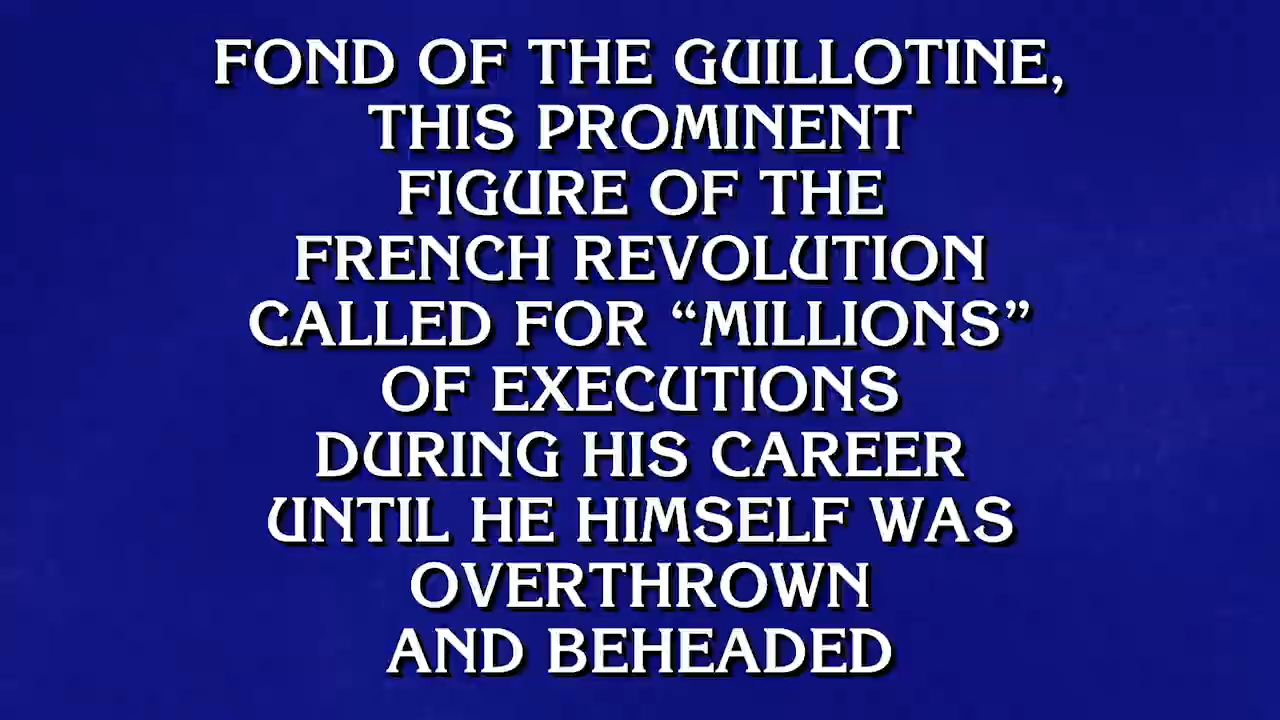 FOND OF THE GUILLOTINE,
THIS PROMINENT
FIGURE OF THE
FRENCH REVOLUTION
CALLED FOR “MILLIONS”
OF EXECUTIONS
DURING HIS CAREER
UNTIL HE HIMSELF WAS
OVERTHROWN
AND BEHEADED